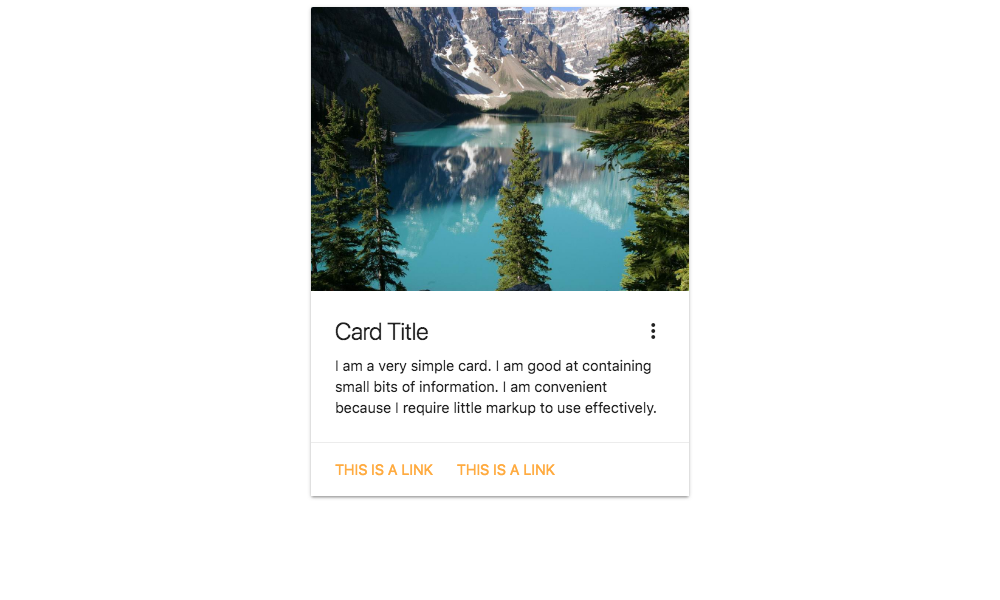 Card Title
I am a very simple card. I am good at containing
small bits of information. I am convenient
because I require little markup to use effectively.
THIS IS A LINK THIS IS A LINK